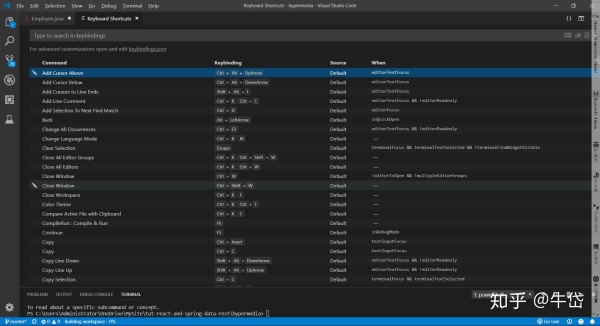 File Edit Selection View Go Debug Terminal Help
Keyboard Shortcuts - hypermedia - Visual Studio Code
Employee.java
Keyboard Shortcuts
Type to search in keybindings
For advanced customizations open and edit keybindings.json
Command Keybinding Source When
Add Cursor Above Ctrl + Alt + UpArrow Default editorTextFocus
Add Cursor Below Ctrl + Alt + DownArrow Default editorTextFocus
Add Cursors to Line Ends Shift + Alt + I Default editorTextFocus
Add Line Comment Ctrl + K Ctrl + C Default editorTextFocus && !editorReadonly
Add Selection To Next Find Match Ctrl + D Default editorFocus
Back Alt + LeftArrow Default inQuickOpen
Change All Occurrences Ctrl + F2 Default editorTextFocus && !editorReadonly
Change Language Mode Ctrl + K M Default —
Clear Selection Escape Default terminalFocus && terminalTextSelected && !terminalFindWidgetVisible
Close All Editor Groups Ctrl + K Ctrl + Shift + W Default —
Close All Editors Ctrl + K Ctrl + W Default —
Close Window Ctrl + W Default !editorIsOpen && !multipleEditorGroups
Close Window Ctrl + Shift + W Default —
Close Workspace Ctrl + K F Default —
Color Theme Ctrl + K Ctrl + T Default —
Compare Active File with Clipboard Ctrl + K C Default —
CompileRun : Compile & Run F6 Default —
Continue F5 Default inDebugMode
Copy Ctrl + Insert Default textInputFocus
Copy Ctrl + C Default textInputFocus
Copy Line Down Shift + Alt + DownArrow Default editorTextFocus && !editorReadonly
Copy Line Up Shift + Alt + UpArrow Default editorTextFocus && !editorReadonly
Copy Selection Ctrl + C Default terminalFocus && terminalTextSelected
PROBLEMS OUTPUT DEBUG CONSOLE TERMINAL
to read about a specific subcommand or concept.
PS C:\Users\Administrator\OneDrive\MySite\tut-react-and-spring-data-rest\hypermedia>
知乎 @牛岱
master* 0 0 Building workspace - 0% Go Live